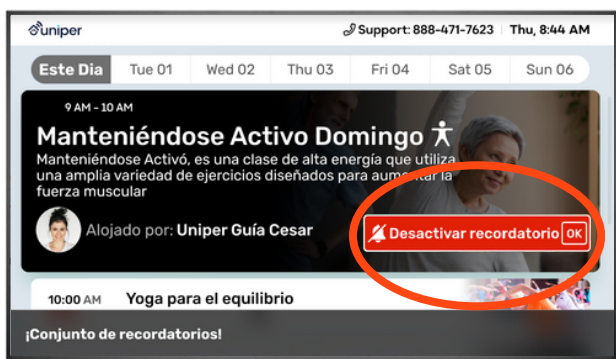 uniper
Support: 888-471-7623
Thu, 8:44 AM
Este Dia
Tue 01
Wed 02
Thu 03
Fri 04
Sat 05
Sun 06
9 AM - 10 AM
Manteniéndose Activo Domingo
Manteniéndose Activó, es una clase de alta energía que utiliza
una amplia variedad de ejercicios diseñados para aumentar la
fuerza muscular
Alojado por: Uniper Guía Cesar
Desactivar recordatorio OK
10:00 AM Yoga para el equilibrio
¡Conjunto de recordatorios!